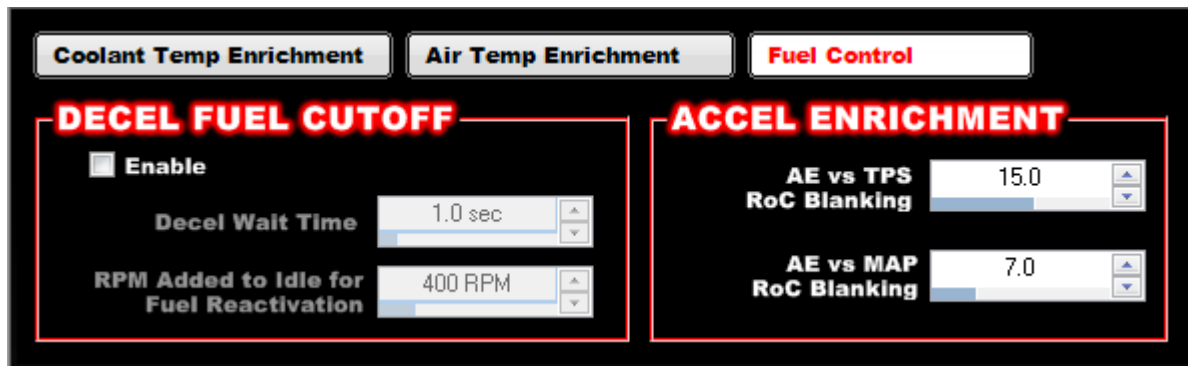 Coolant Temp Enrichment
Air Temp Enrichment
Fuel Control
DECEL FUEL CUTOFF
Enable
Decel Wait Time
1.0 sec
RPM Added to Idle for
Fuel Reactivation
400 RPM
ACCEL ENRICHMENT
AE vs TPS
RoC Blanking
15.0
AE vs MAP
RoC Blanking
7.0